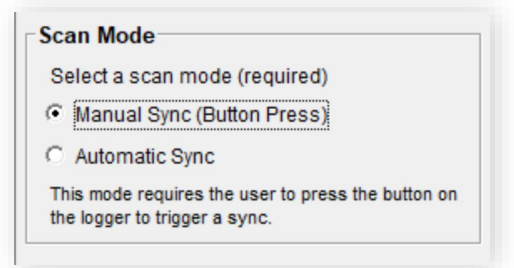 Scan Mode
Select a scan mode (required)
Manual Sync (Button Press)
Automatic Sync
This mode requires the user to press the button on
the logger to trigger a sync.